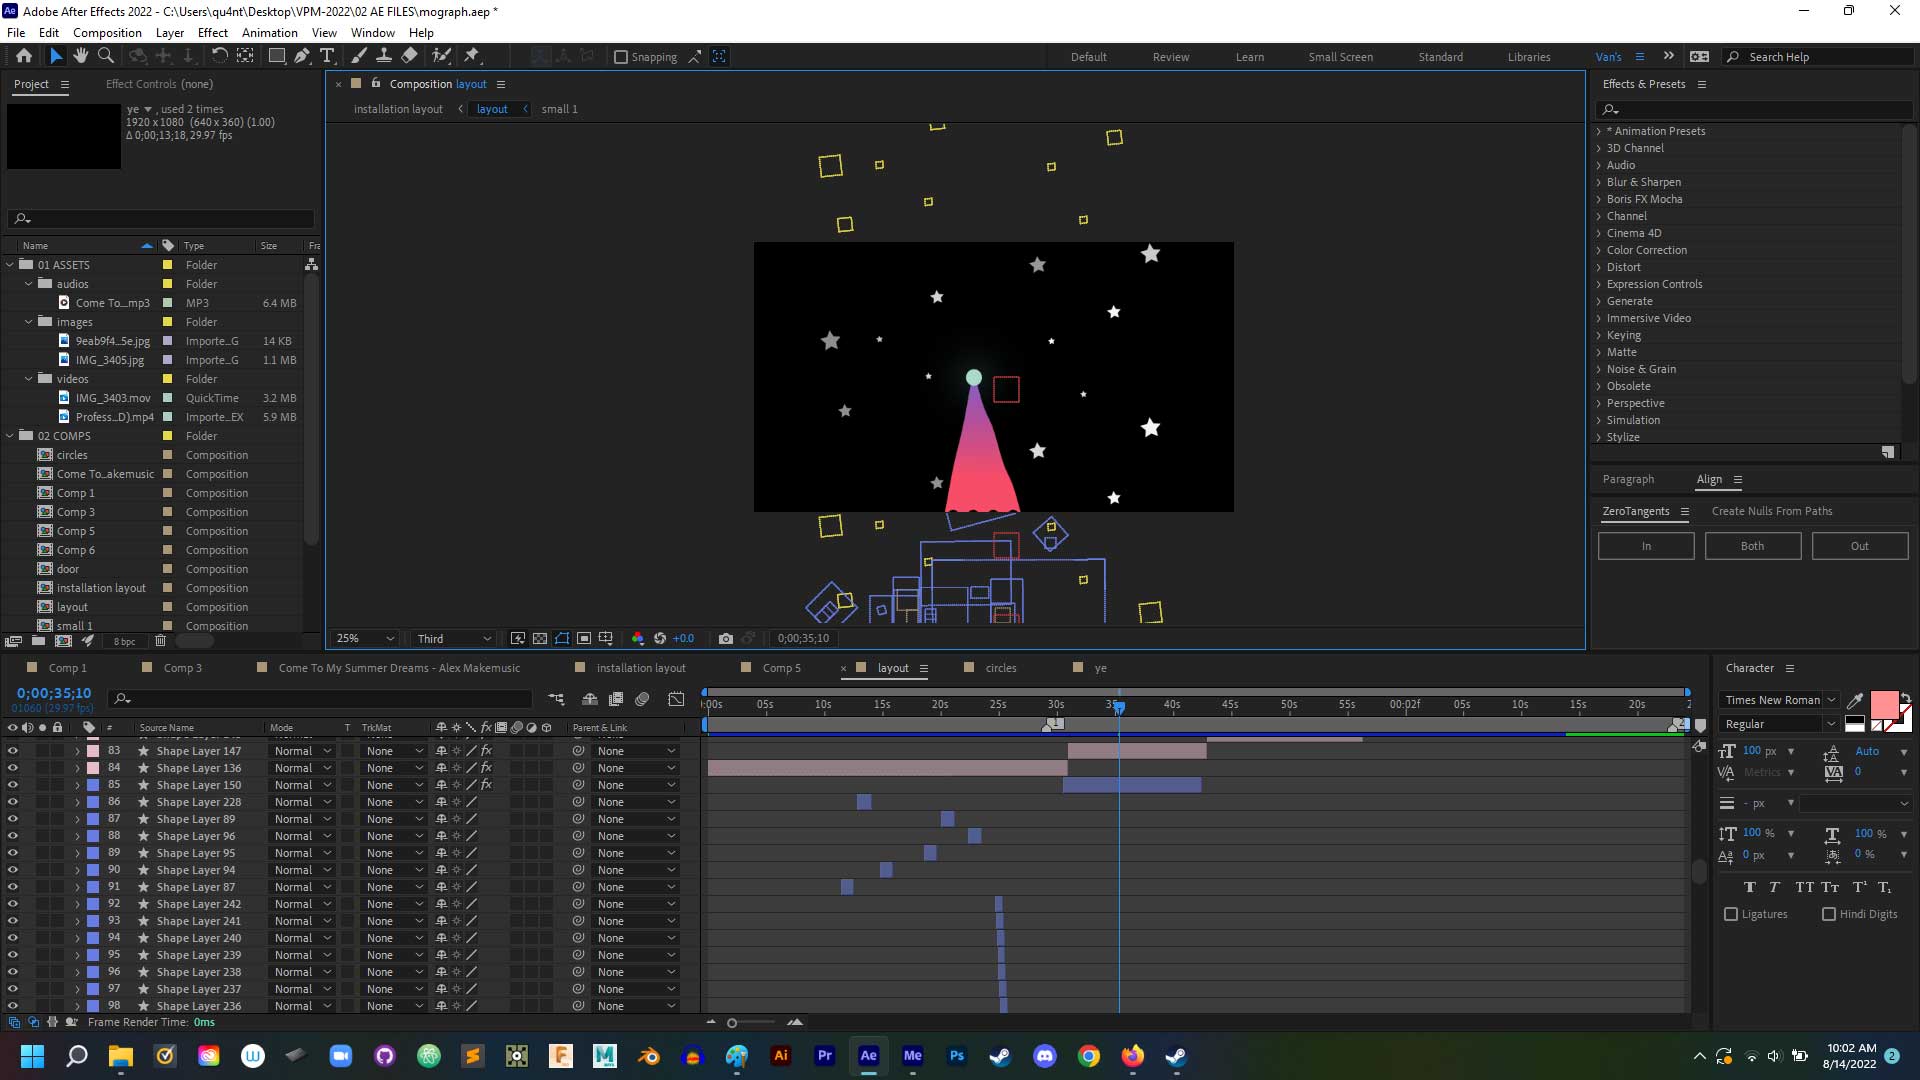 Adobe After Effects 2022 - C:\Users\qu4nt\Desktop\VPM-2022\02 AE FILES\mograph.aep *
File Edit Composition Layer Effect Animation View Window Help
Snapping
Default Review Learn Small Screen Standard Libraries Van's Search Help
Project Effect Controls (none)
ye , used 2 times
1920 x 1080 (640 x 360) (1.00)
Δ 0;00;13;18, 29.97 fps
Name Type Size Fra
01 ASSETS Folder
audios Folder
Come To...mp3 MP3 6.4 MB
images Folder
9eab9f4...5e.jpg Importe...G 14 KB
IMG_3405.jpg Importe...G 1.1 MB
videos Folder
IMG_3403.mov QuickTime 3.2 MB
Profess...D).mp4 Importe...EX 5.9 MB
02 COMPS Folder
circles Composition
Come To...akemusic Composition
Comp 1 Composition
Comp 3 Composition
Comp 5 Composition
Comp 6 Composition
door Composition
installation layout Composition
layout Composition
small 1 Composition
8 bpc
Composition layout
installation layout layout small 1
25% Third +0.0 0;00;35;10
Effects & Presets
* Animation Presets
3D Channel
Audio
Blur & Sharpen
Boris FX Mocha
Channel
Cinema 4D
Color Correction
Distort
Expression Controls
Generate
Immersive Video
Keying
Matte
Noise & Grain
Obsolete
Perspective
Simulation
Stylize
Paragraph Align
ZeroTangents Create Nulls From Paths
In Both Out
Comp 1 Comp 3 Come To My Summer Dreams - Alex Makemusic installation layout Comp 5 layout circles ye
0;00;35;10
01060 (29.97 fps)
:00s 05s 10s 15s 20s 25s 30s 35s 40s 45s 50s 55s 00:02f 05s 10s 15s 20s 2
# Source Name Mode T TrkMat fx Parent & Link
1 2
83 Shape Layer 147 Normal None fx None
84 Shape Layer 136 Normal None fx None
85 Shape Layer 150 Normal None fx None
86 Shape Layer 228 Normal None None
87 Shape Layer 89 Normal None None
88 Shape Layer 96 Normal None None
89 Shape Layer 95 Normal None None
90 Shape Layer 94 Normal None None
91 Shape Layer 87 Normal None None
92 Shape Layer 242 Normal None None
93 Shape Layer 241 Normal None None
94 Shape Layer 240 Normal None None
95 Shape Layer 239 Normal None None
96 Shape Layer 238 Normal None None
97 Shape Layer 237 Normal None None
98 Shape Layer 236 Normal None None
Frame Render Time: 0ms
Character
Times New Roman
Regular
100 px Auto
Metrics 0
- px
100 % 100 %
0 px 0 %
T T TT Tт T¹ T₁
Ligatures Hindi Digits
Ai Pr Ae Me Ps
10:02 AM
8/14/2022
2